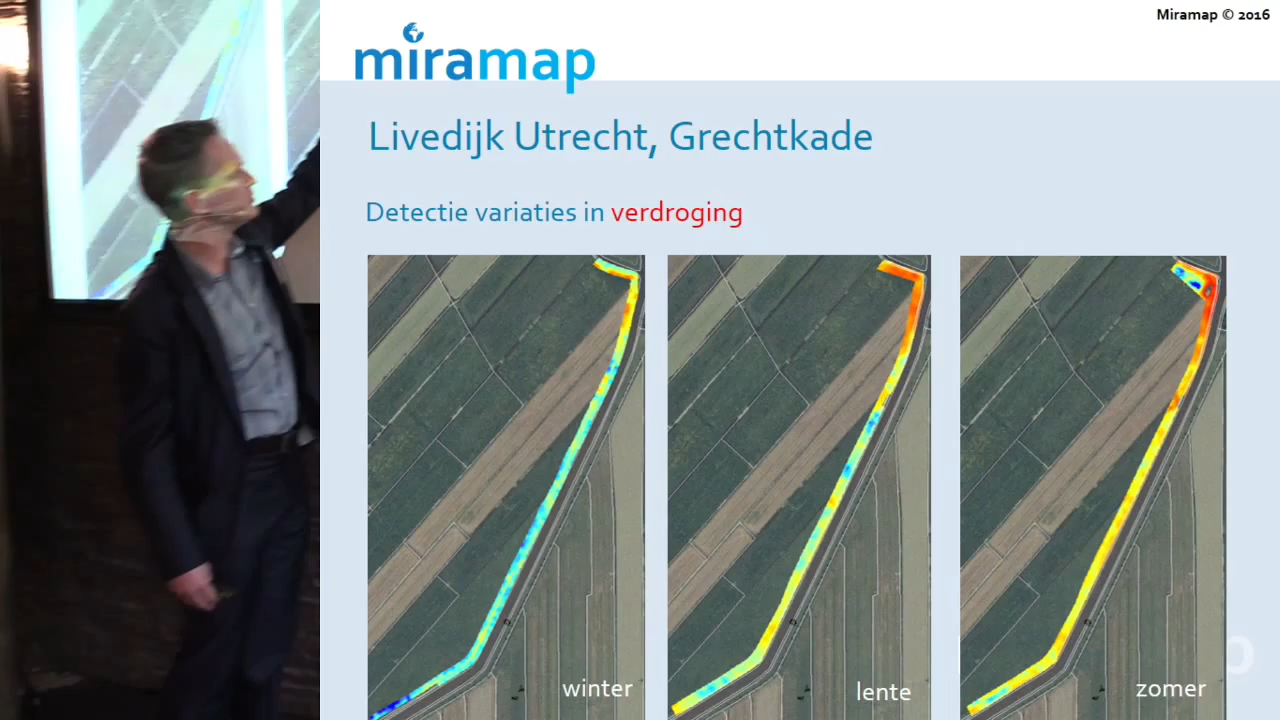 Miramap © 2016
miramap
Livedijk Utrecht, Grechtkade
Detectie variaties in verdroging
winter
lente
zomer